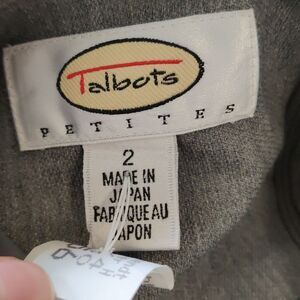 Talbots
PETITES
2
MADE IN
JAPAN
FABRIQUE AU
JAPON